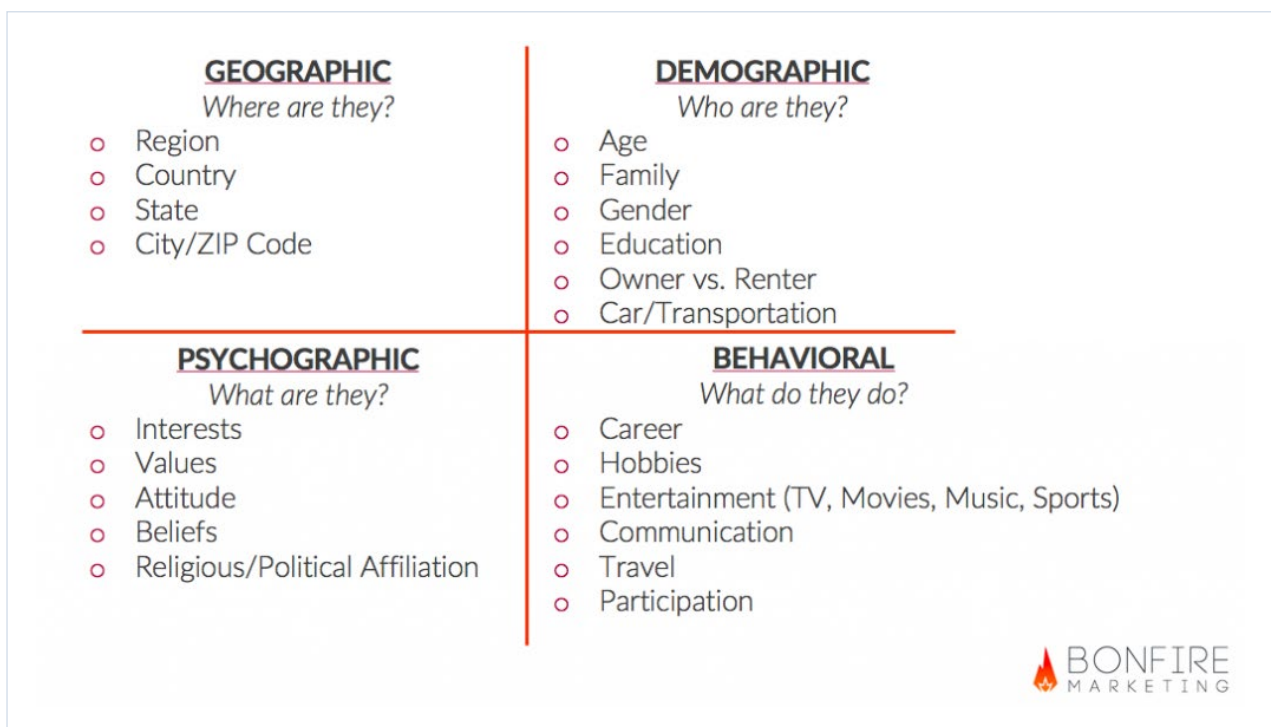 GEOGRAPHIC
Where are they?
Region
Country
State
City/ZIP Code
DEMOGRAPHIC
Who are they?
Age
Family
Gender
Education
Owner vs. Renter
Car/Transportation
PSYCHOGRAPHIC
What are they?
Interests
Values
Attitude
Beliefs
Religious/Political Affiliation
BEHAVIORAL
What do they do?
Career
Hobbies
Entertainment (TV, Movies, Music, Sports)
Communication
Travel
Participation
BONFIRE
MARKETING